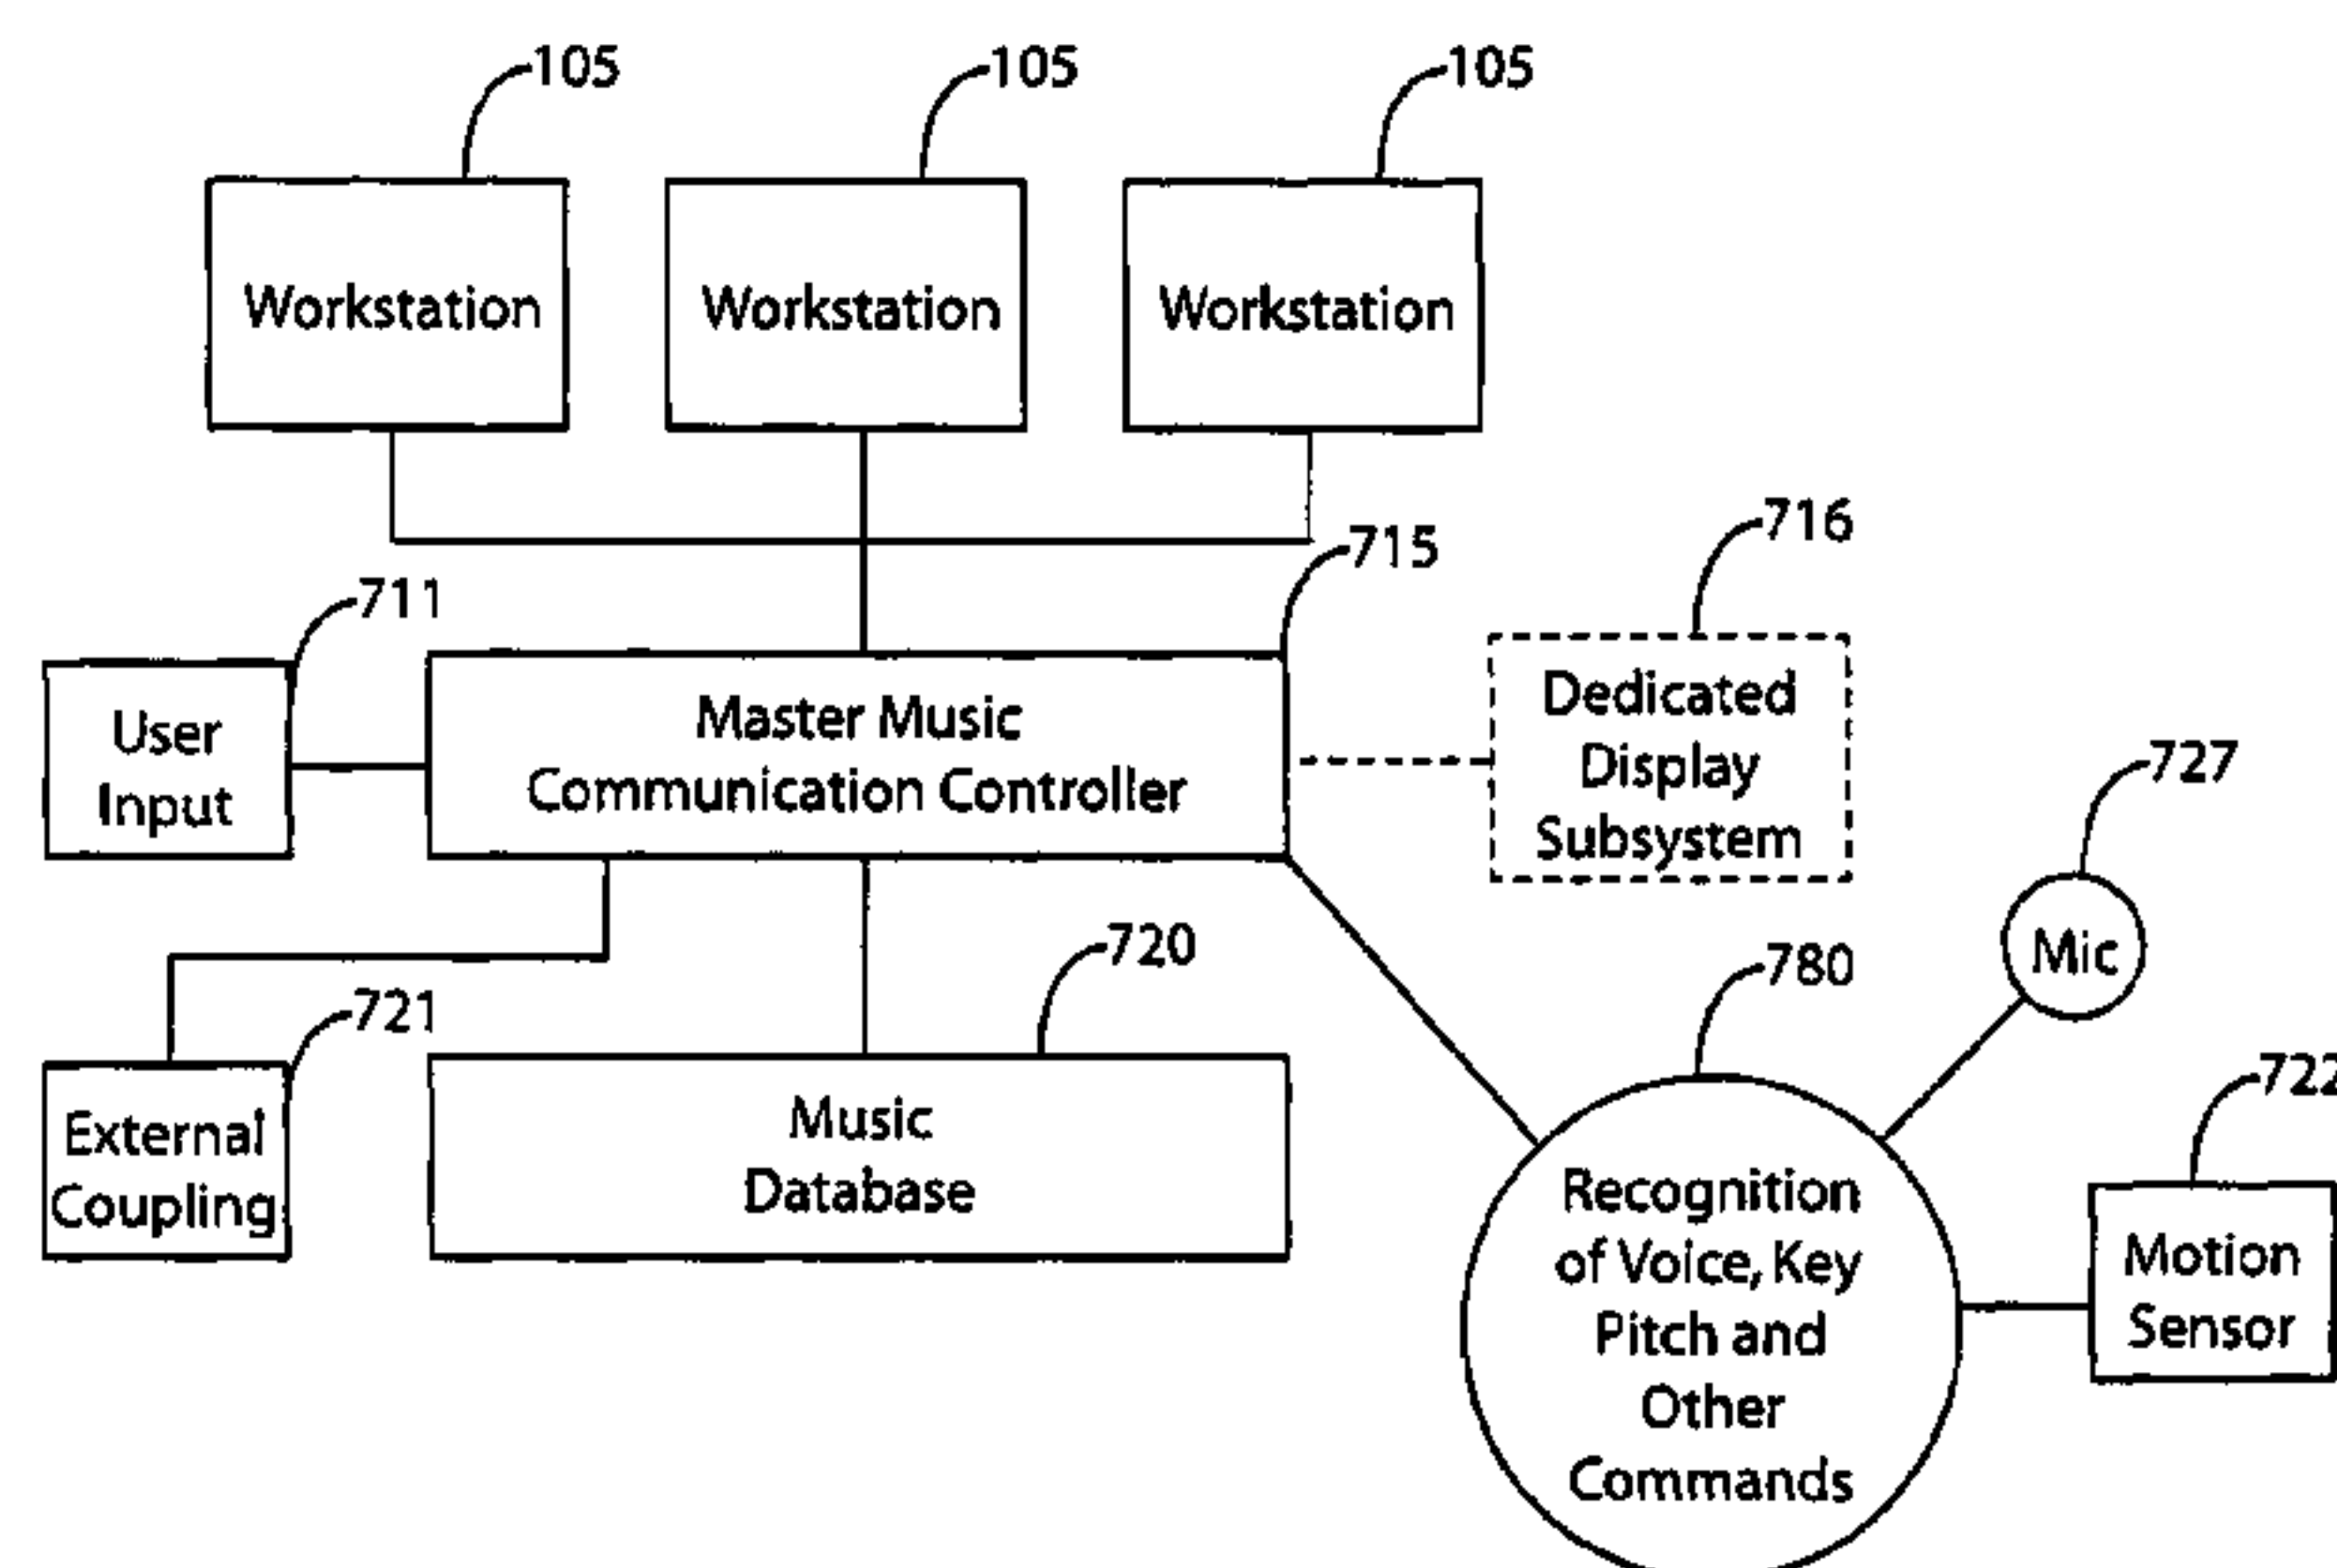 105
105
105
Workstation
Workstation
Workstation
716
715
711
Dedicated
Display
Subsystem
Master Music
Communication Controller
User
Input
727
Mic
720
780
721
722
Music
Database
External
Coupling
Recognition
of Voice, Key
Pitch and
Other
Commands
Motion
Sensor